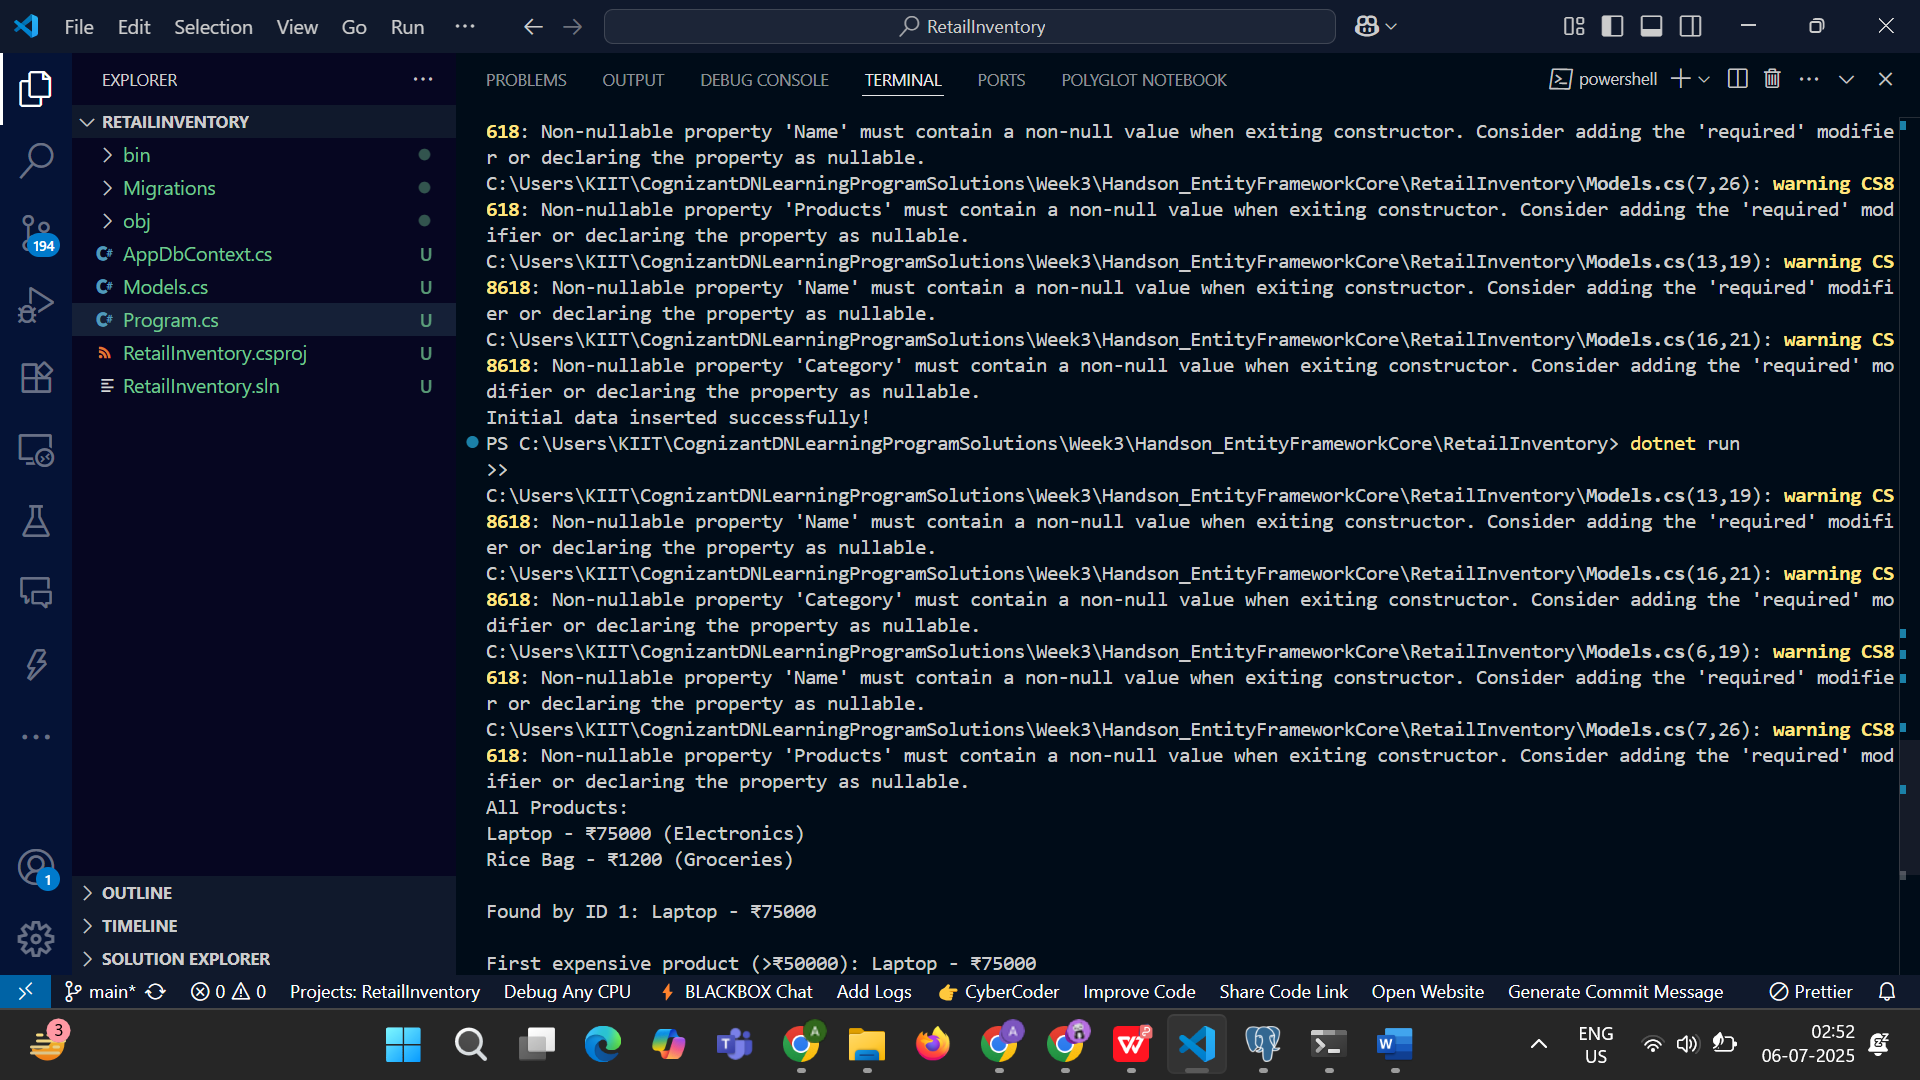 File Edit Selection View Go Run ··· RetailInventory
EXPLORER ···
RETAILINVENTORY
bin
Migrations
obj
AppDbContext.cs U
Models.cs U
Program.cs U
RetailInventory.csproj U
RetailInventory.sln U
194
1
OUTLINE
TIMELINE
SOLUTION EXPLORER
PROBLEMS OUTPUT DEBUG CONSOLE TERMINAL PORTS POLYGLOT NOTEBOOK powershell
618: Non-nullable property 'Name' must contain a non-null value when exiting constructor. Consider adding the 'required' modifie
r or declaring the property as nullable.
C:\Users\KIIT\CognizantDNLearningProgramSolutions\Week3\Handson_EntityFrameworkCore\RetailInventory\Models.cs(7,26): warning CS8
618: Non-nullable property 'Products' must contain a non-null value when exiting constructor. Consider adding the 'required' mod
ifier or declaring the property as nullable.
C:\Users\KIIT\CognizantDNLearningProgramSolutions\Week3\Handson_EntityFrameworkCore\RetailInventory\Models.cs(13,19): warning CS
8618: Non-nullable property 'Name' must contain a non-null value when exiting constructor. Consider adding the 'required' modifi
er or declaring the property as nullable.
C:\Users\KIIT\CognizantDNLearningProgramSolutions\Week3\Handson_EntityFrameworkCore\RetailInventory\Models.cs(16,21): warning CS
8618: Non-nullable property 'Category' must contain a non-null value when exiting constructor. Consider adding the 'required' mo
difier or declaring the property as nullable.
Initial data inserted successfully!
PS C:\Users\KIIT\CognizantDNLearningProgramSolutions\Week3\Handson_EntityFrameworkCore\RetailInventory> dotnet run
>>
C:\Users\KIIT\CognizantDNLearningProgramSolutions\Week3\Handson_EntityFrameworkCore\RetailInventory\Models.cs(13,19): warning CS
8618: Non-nullable property 'Name' must contain a non-null value when exiting constructor. Consider adding the 'required' modifi
er or declaring the property as nullable.
C:\Users\KIIT\CognizantDNLearningProgramSolutions\Week3\Handson_EntityFrameworkCore\RetailInventory\Models.cs(16,21): warning CS
8618: Non-nullable property 'Category' must contain a non-null value when exiting constructor. Consider adding the 'required' mo
difier or declaring the property as nullable.
C:\Users\KIIT\CognizantDNLearningProgramSolutions\Week3\Handson_EntityFrameworkCore\RetailInventory\Models.cs(6,19): warning CS8
618: Non-nullable property 'Name' must contain a non-null value when exiting constructor. Consider adding the 'required' modifie
r or declaring the property as nullable.
C:\Users\KIIT\CognizantDNLearningProgramSolutions\Week3\Handson_EntityFrameworkCore\RetailInventory\Models.cs(7,26): warning CS8
618: Non-nullable property 'Products' must contain a non-null value when exiting constructor. Consider adding the 'required' mod
ifier or declaring the property as nullable.
All Products:
Laptop - ₹75000 (Electronics)
Rice Bag - ₹1200 (Groceries)
Found by ID 1: Laptop - ₹75000
First expensive product (>₹50000): Laptop - ₹75000
main* 0 0 Projects: RetailInventory Debug Any CPU BLACKBOX Chat Add Logs CyberCoder Improve Code Share Code Link Open Website Generate Commit Message Prettier
3
ENG
US
02:52
06-07-2025